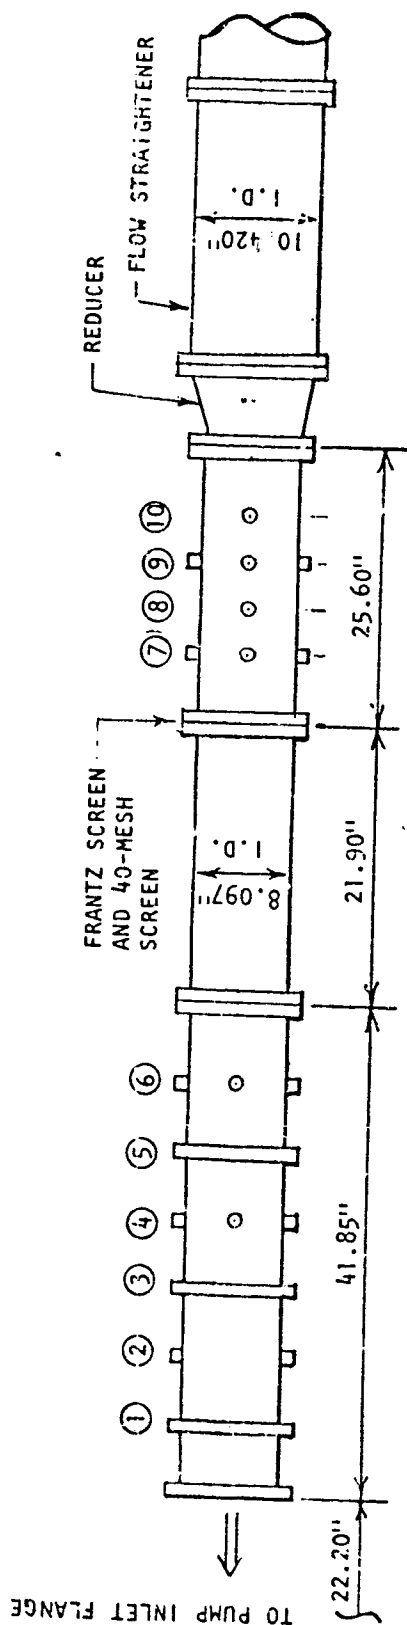 TO PUMP INLET FLANGE
①
②
③
④
⑤
⑥
FRANTZ SCREEN
AND 40-MESH
SCREEN
⑦
⑧
⑨
⑩
REDUCER
FLOW STRAIGHTENER
8.097"
I.D.
10.420"
I.D.
22.20"
41.85"
21.90"
25.60"